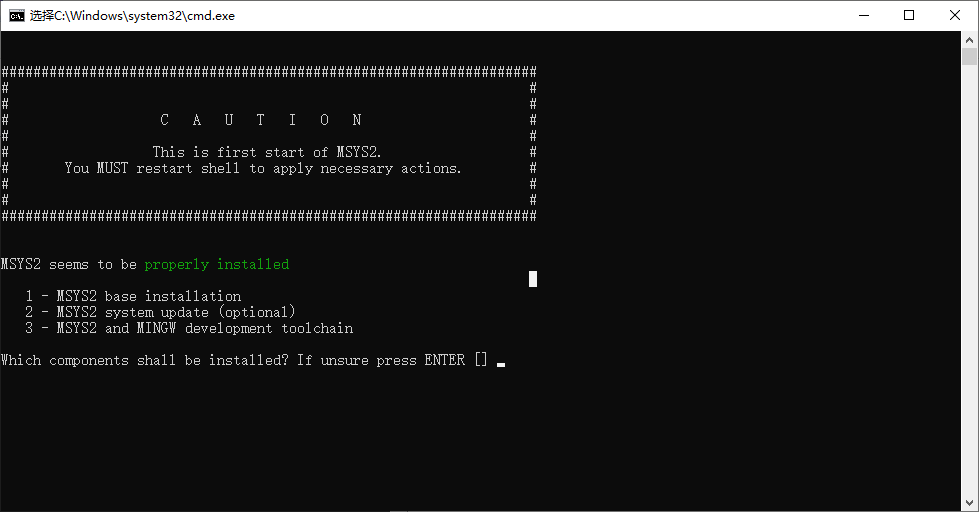 选择C:\Windows\system32\cmd.exe
###################################################################
#                                                                 #
#                                                                 #
#                   C   A   U   T   I   O   N                     #
#                                                                 #
#                  This is first start of MSYS2.                  #
#       You MUST restart shell to apply necessary actions.        #
#                                                                 #
#                                                                 #
###################################################################
MSYS2 seems to be properly installed
   1 - MSYS2 base installation
   2 - MSYS2 system update (optional)
   3 - MSYS2 and MINGW development toolchain
Which components shall be installed? If unsure press ENTER []